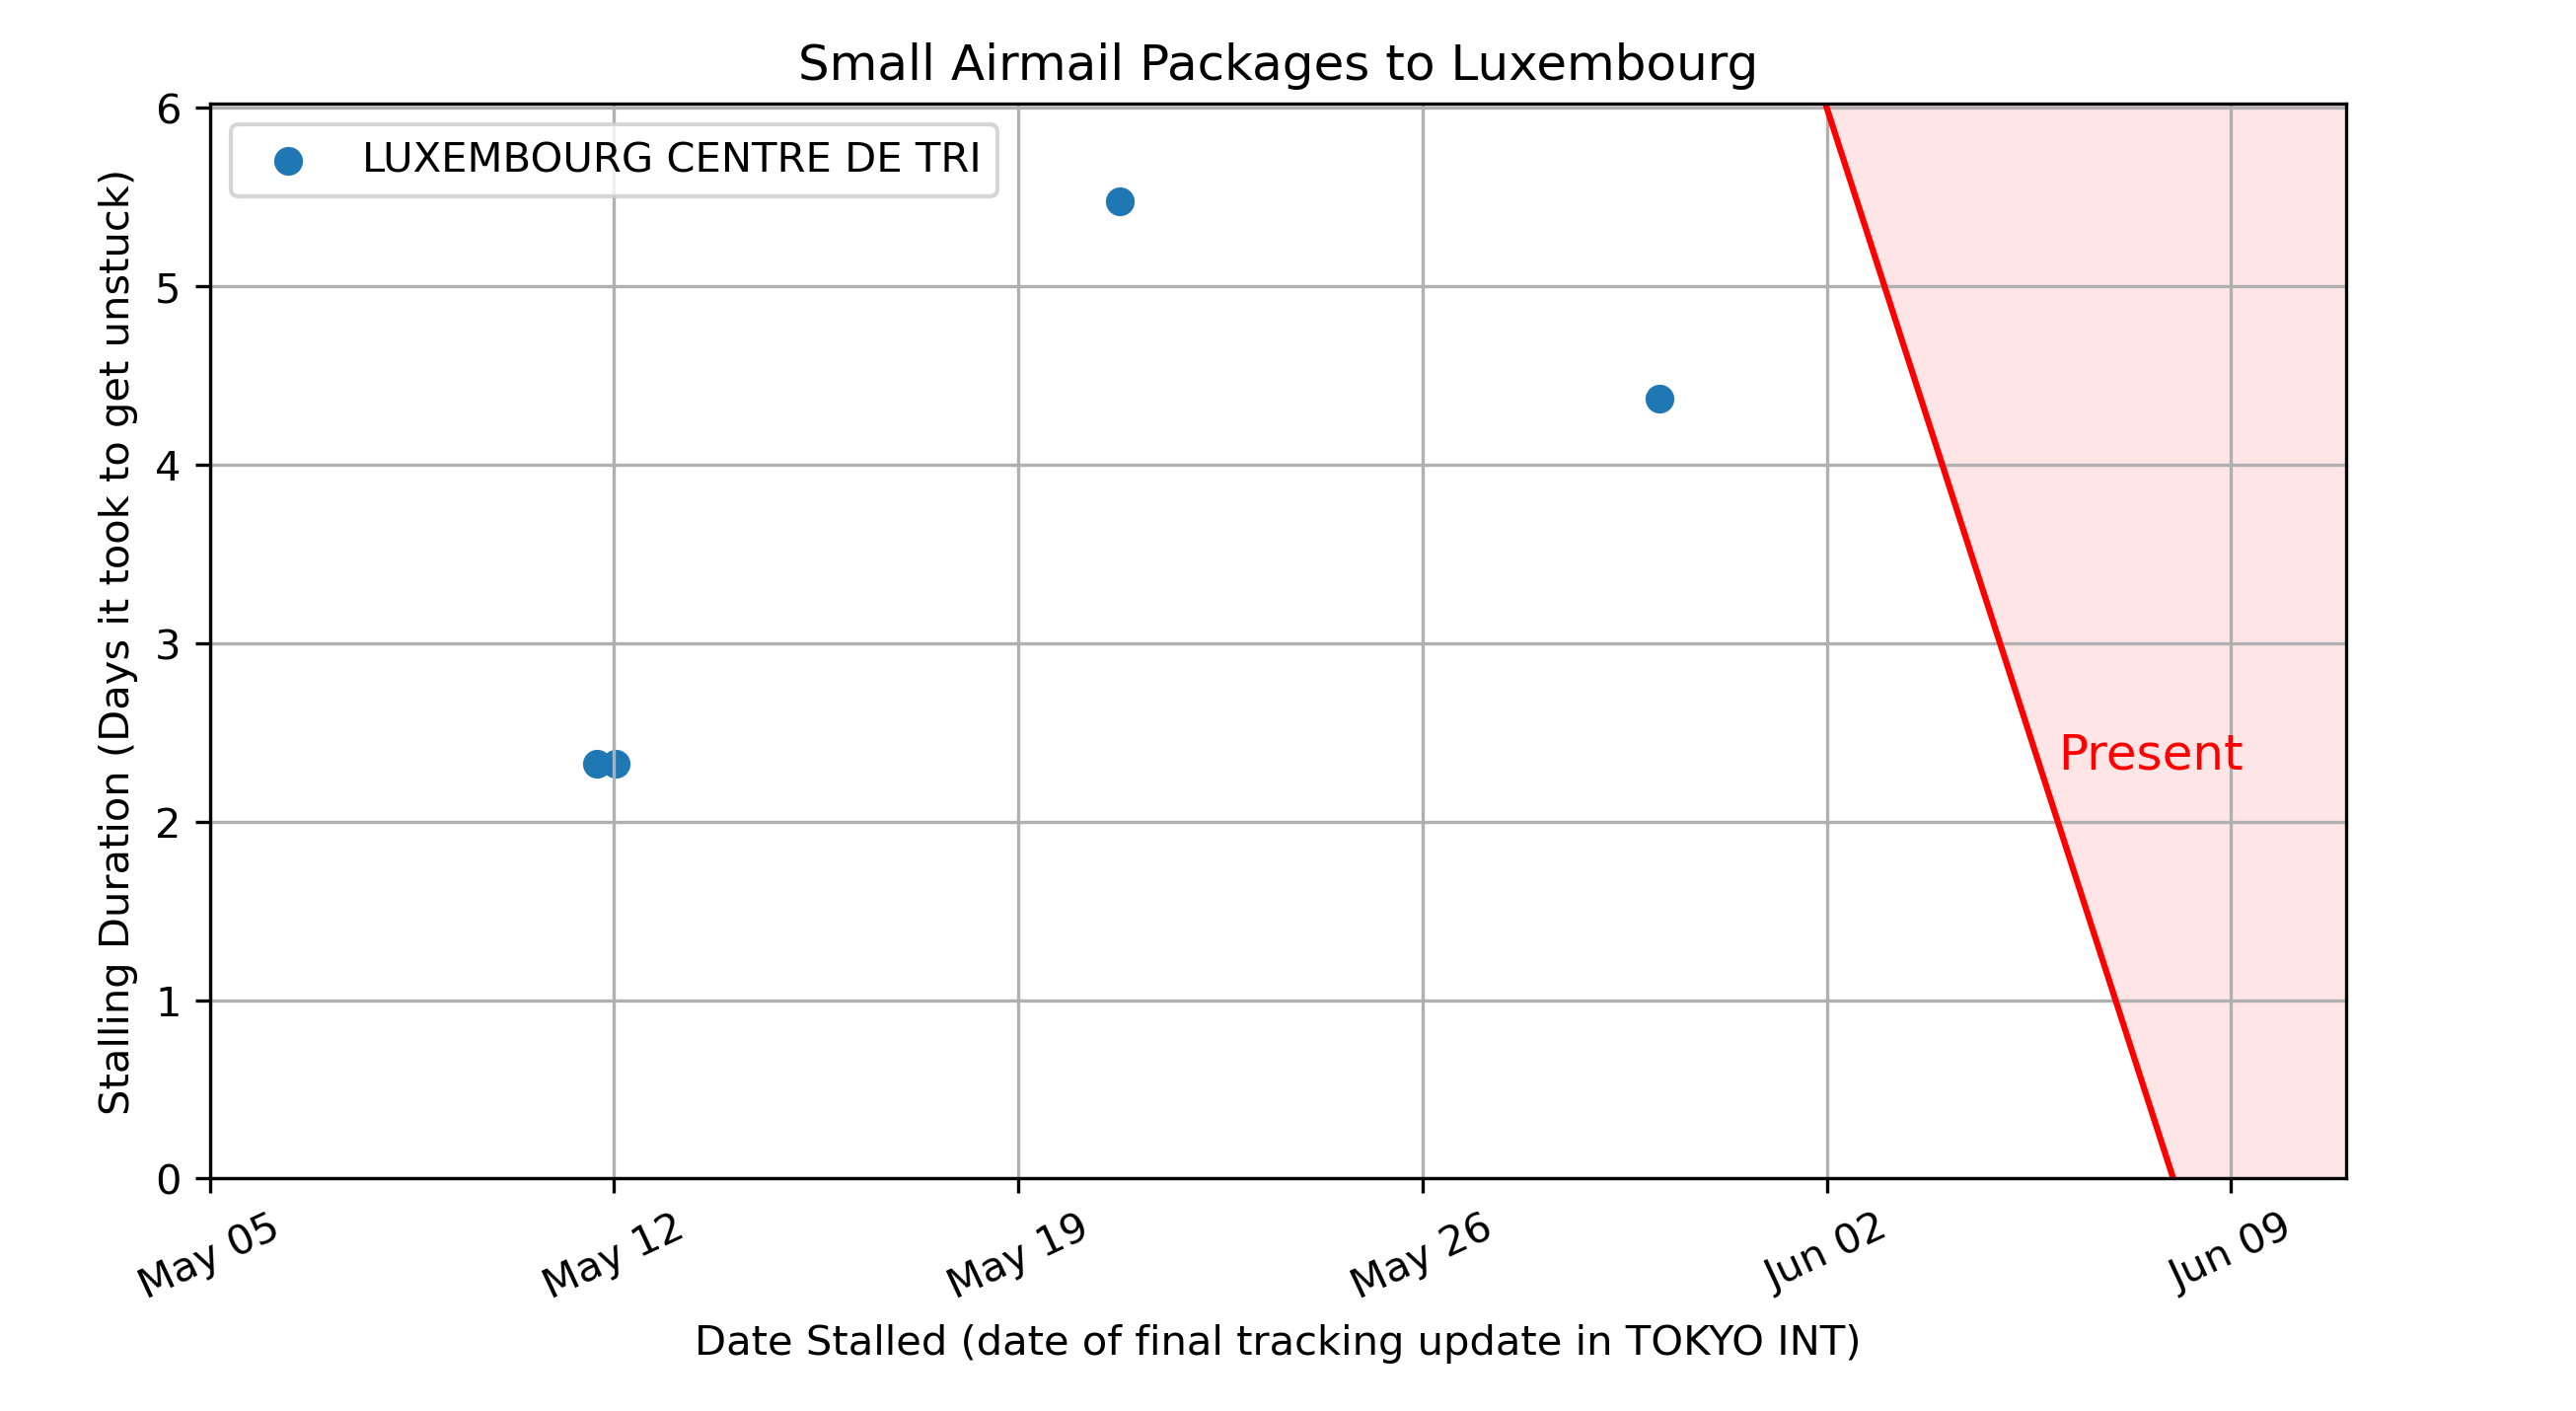 Small Airmail Packages to Luxembourg
LUXEMBOURG CENTRE DE TRI
Stalling Duration (Days it took to get unstuck)
6
5
4
3
2
1
0
Present
May 05
May 12
May 19
May 26
Jun 02
Jun 09
Date Stalled (date of final tracking update in TOKYO INT)